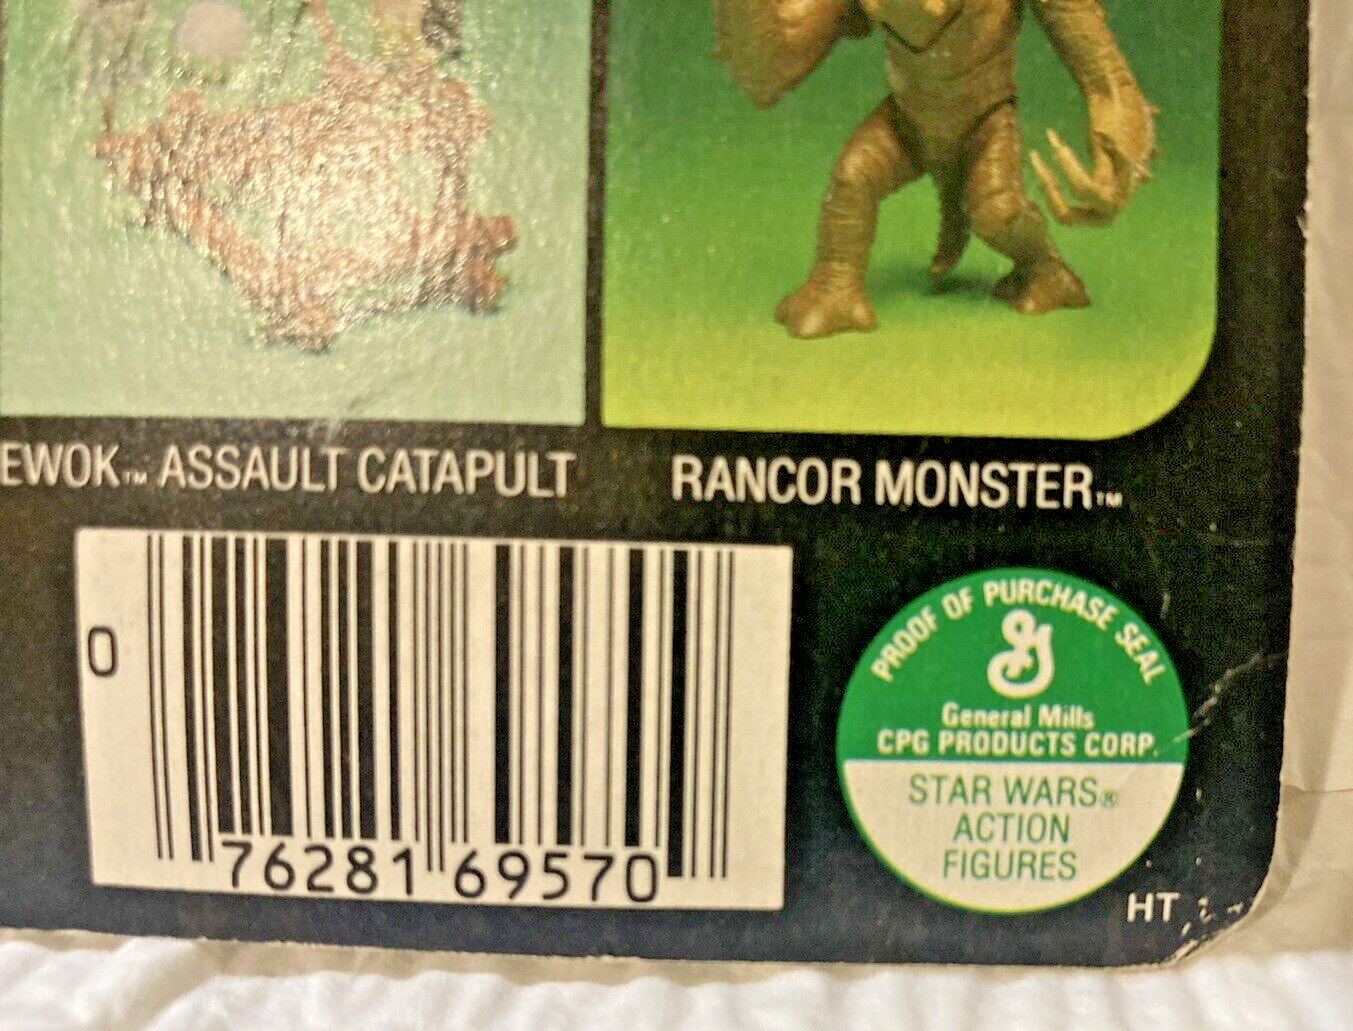 EWOK™ ASSAULT CATAPULT
RANCOR MONSTER™
0
76281 69570
PROOF OF PURCHASE SEAL
General Mills
CPG PRODUCTS CORP.
STAR WARS®
ACTION
FIGURES
HT